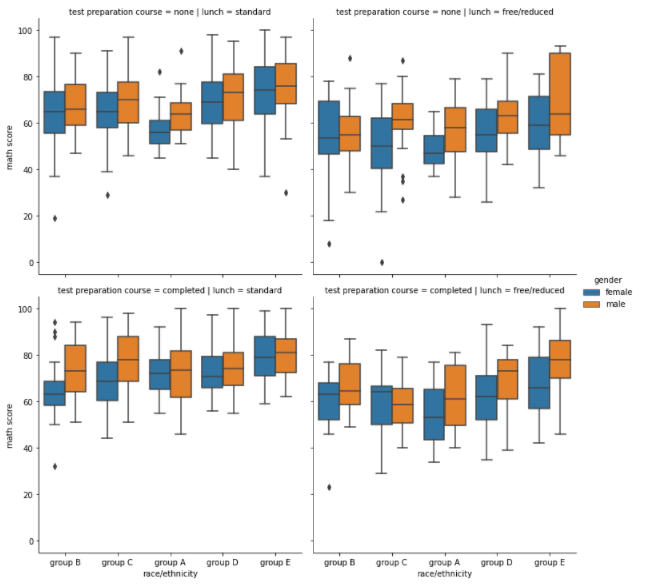 test preparation course = none | lunch = standard
test preparation course = none | lunch = free/reduced
100
80
60
40
20
0
math score
gender
female
male
test preparation course = completed | lunch = standard
test preparation course = completed | lunch = free/reduced
100
80
60
40
20
0
math score
group B group C group A group D group E
group B group C group A group D group E
race/ethnicity
race/ethnicity